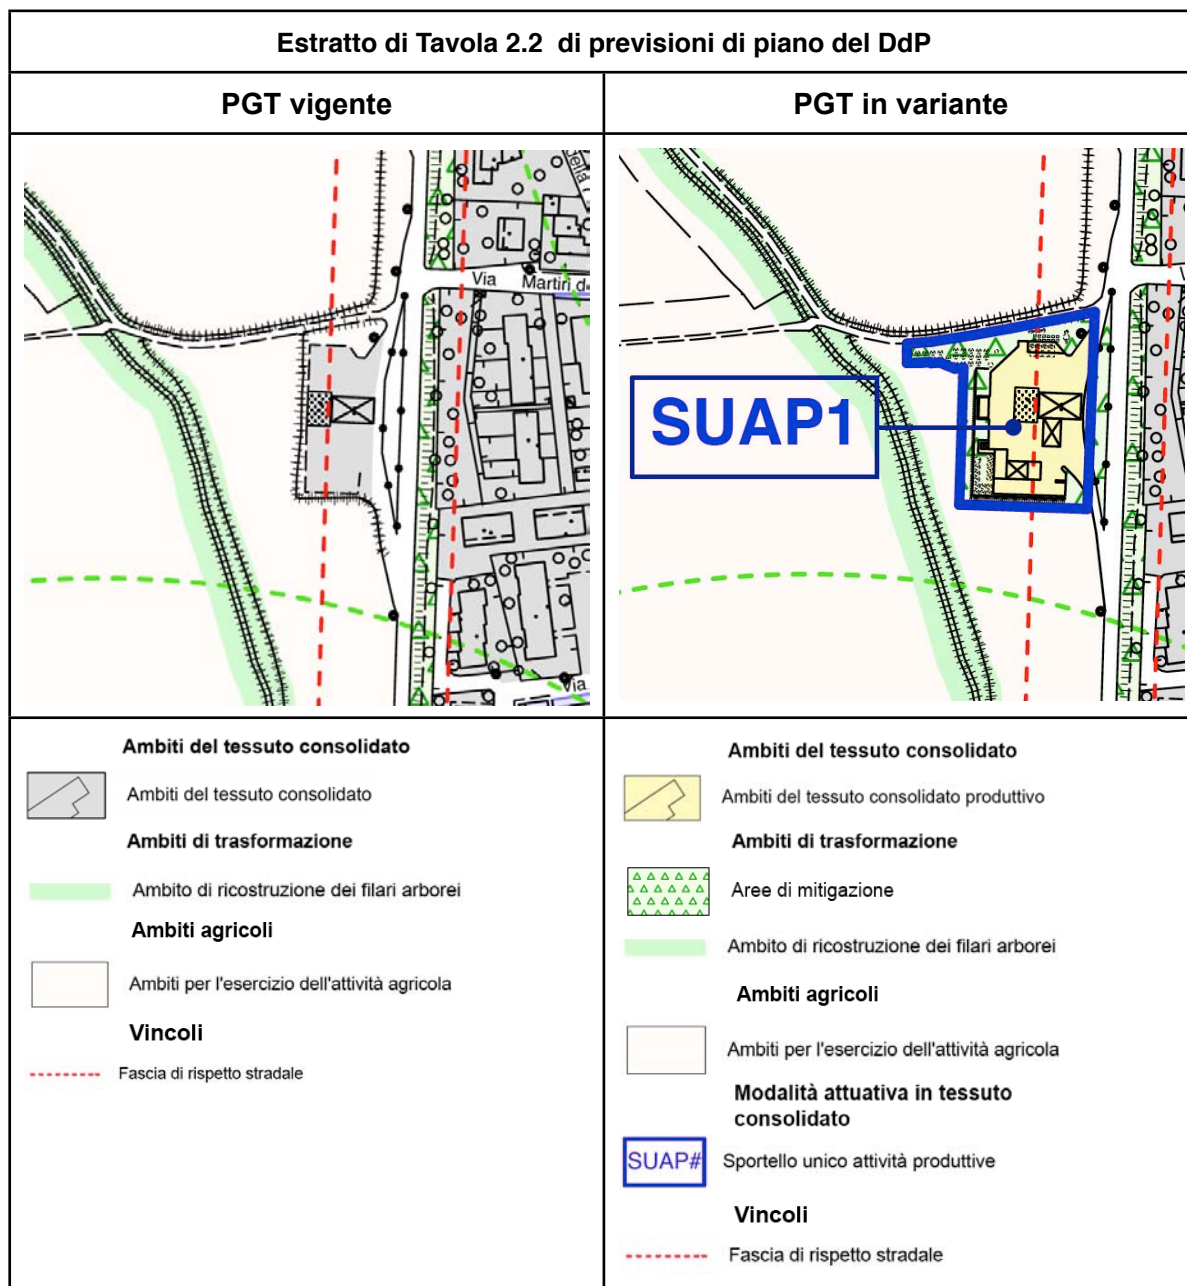 Estratto di Tavola 2.2 di previsioni di piano del DdP
PGT vigente
PGT in variante
della
Via Martiri d
Via
SUAP1
Ambiti del tessuto consolidato
Ambiti del tessuto consolidato
Ambiti di trasformazione
Ambito di ricostruzione dei filari arborei
Ambiti agricoli
Ambiti per l'esercizio dell'attività agricola
Vincoli
Fascia di rispetto stradale
Ambiti del tessuto consolidato
Ambiti del tessuto consolidato produttivo
Ambiti di trasformazione
Aree di mitigazione
Ambito di ricostruzione dei filari arborei
Ambiti agricoli
Ambiti per l'esercizio dell'attività agricola
Modalità attuativa in tessuto
consolidato
SUAP#
Sportello unico attività produttive
Vincoli
Fascia di rispetto stradale